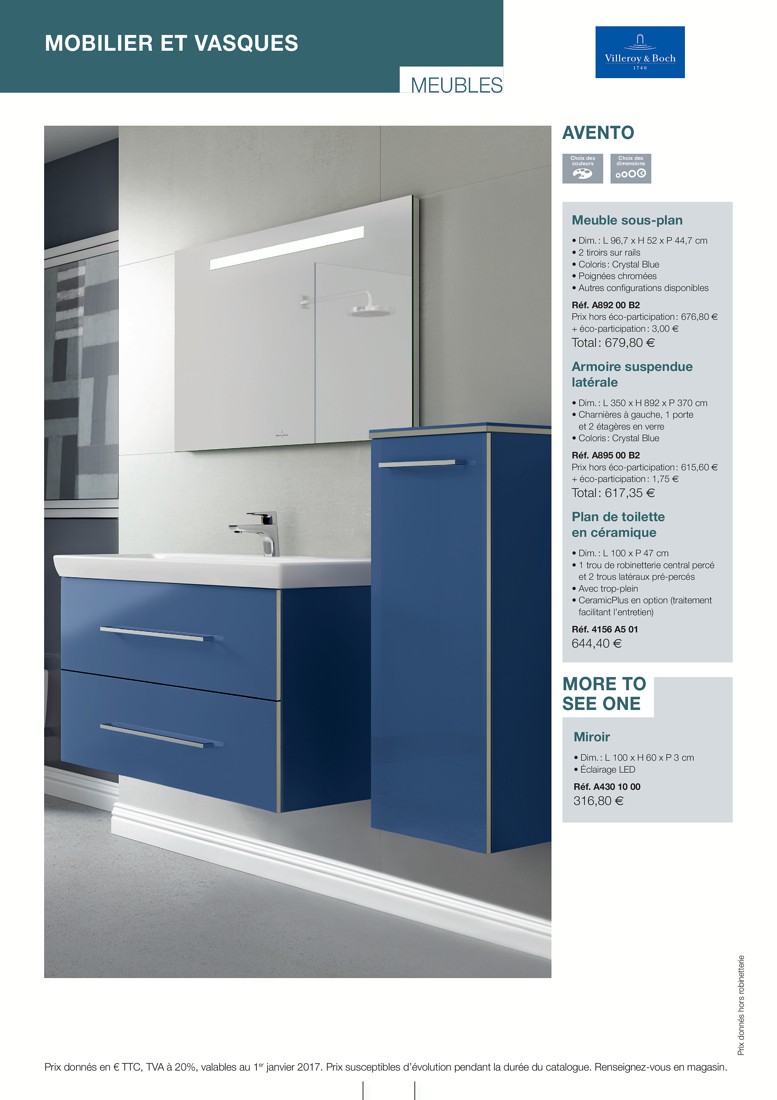 MOBILIER ET VASQUES
MEUBLES
Villeroy & Boch
1748
AVENTO
Choix des
couleurs
Choix des
dimensions
Meuble sous-plan
• Dim. : L 96,7 x H 52 x P 44,7 cm
• 2 tiroirs sur rails
• Coloris : Crystal Blue
• Poignées chromées
• Autres configurations disponibles
Réf. A892 00 B2
Prix hors éco-participation : 676,80 €
+ éco-participation : 3,00 €
Total : 679,80 €
Armoire suspendue
latérale
• Dim. : L 350 x H 892 x P 370 cm
• Charnières à gauche, 1 porte
et 2 étagères en verre
• Coloris : Crystal Blue
Réf. A895 00 B2
Prix hors éco-participation : 615,60 €
+ éco-participation : 1,75 €
Total : 617,35 €
Plan de toilette
en céramique
• Dim. : L 100 x P 47 cm
• 1 trou de robinetterie central percé
et 2 trous latéraux pré-percés
• Avec trop-plein
• CeramicPlus en option (traitement
facilitant l'entretien)
Réf. 4156 A5 01
644,40 €
MORE TO
SEE ONE
Miroir
• Dim. : L 100 x H 60 x P 3 cm
• Éclairage LED
Réf. A430 10 00
316,80 €
Prix donnés hors robinetterie
Prix donnés en € TTC, TVA à 20%, valables au 1er janvier 2017. Prix susceptibles d'évolution pendant la durée du catalogue. Renseignez-vous en magasin.